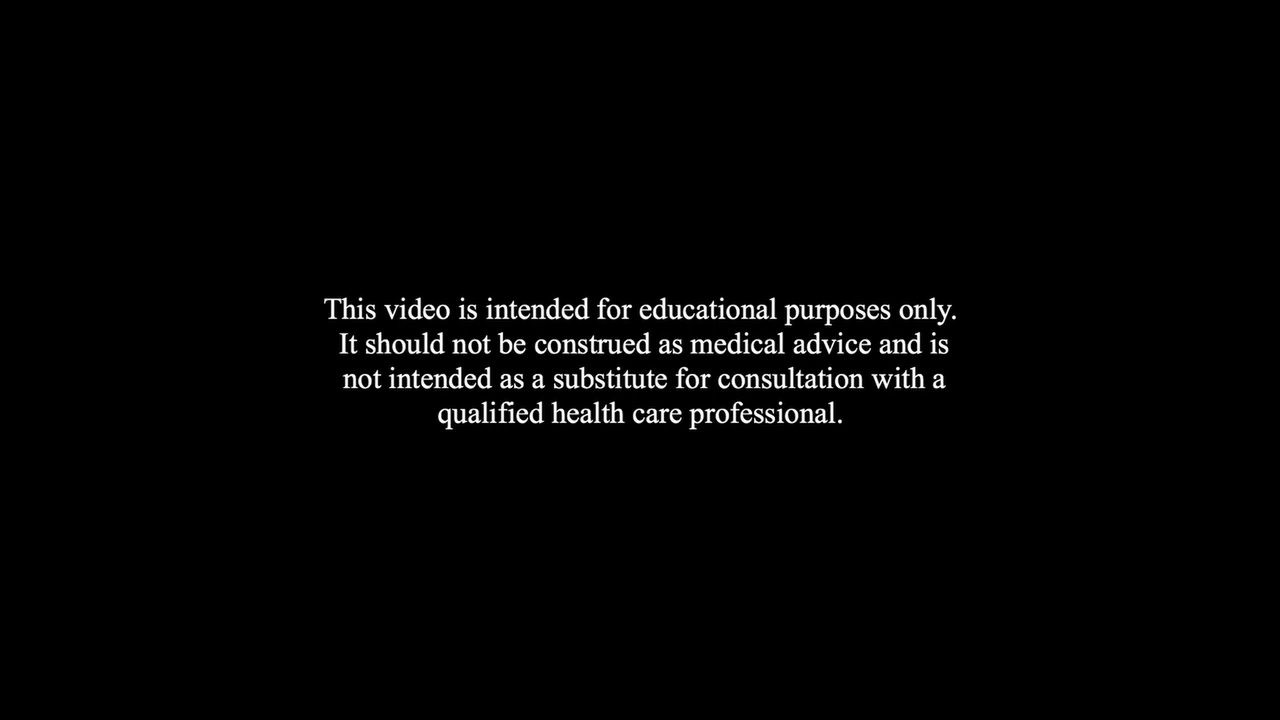 This video is intended for educational purposes only.
It should not be construed as medical advice and is
not intended as a substitute for consultation with a
qualified health care professional.